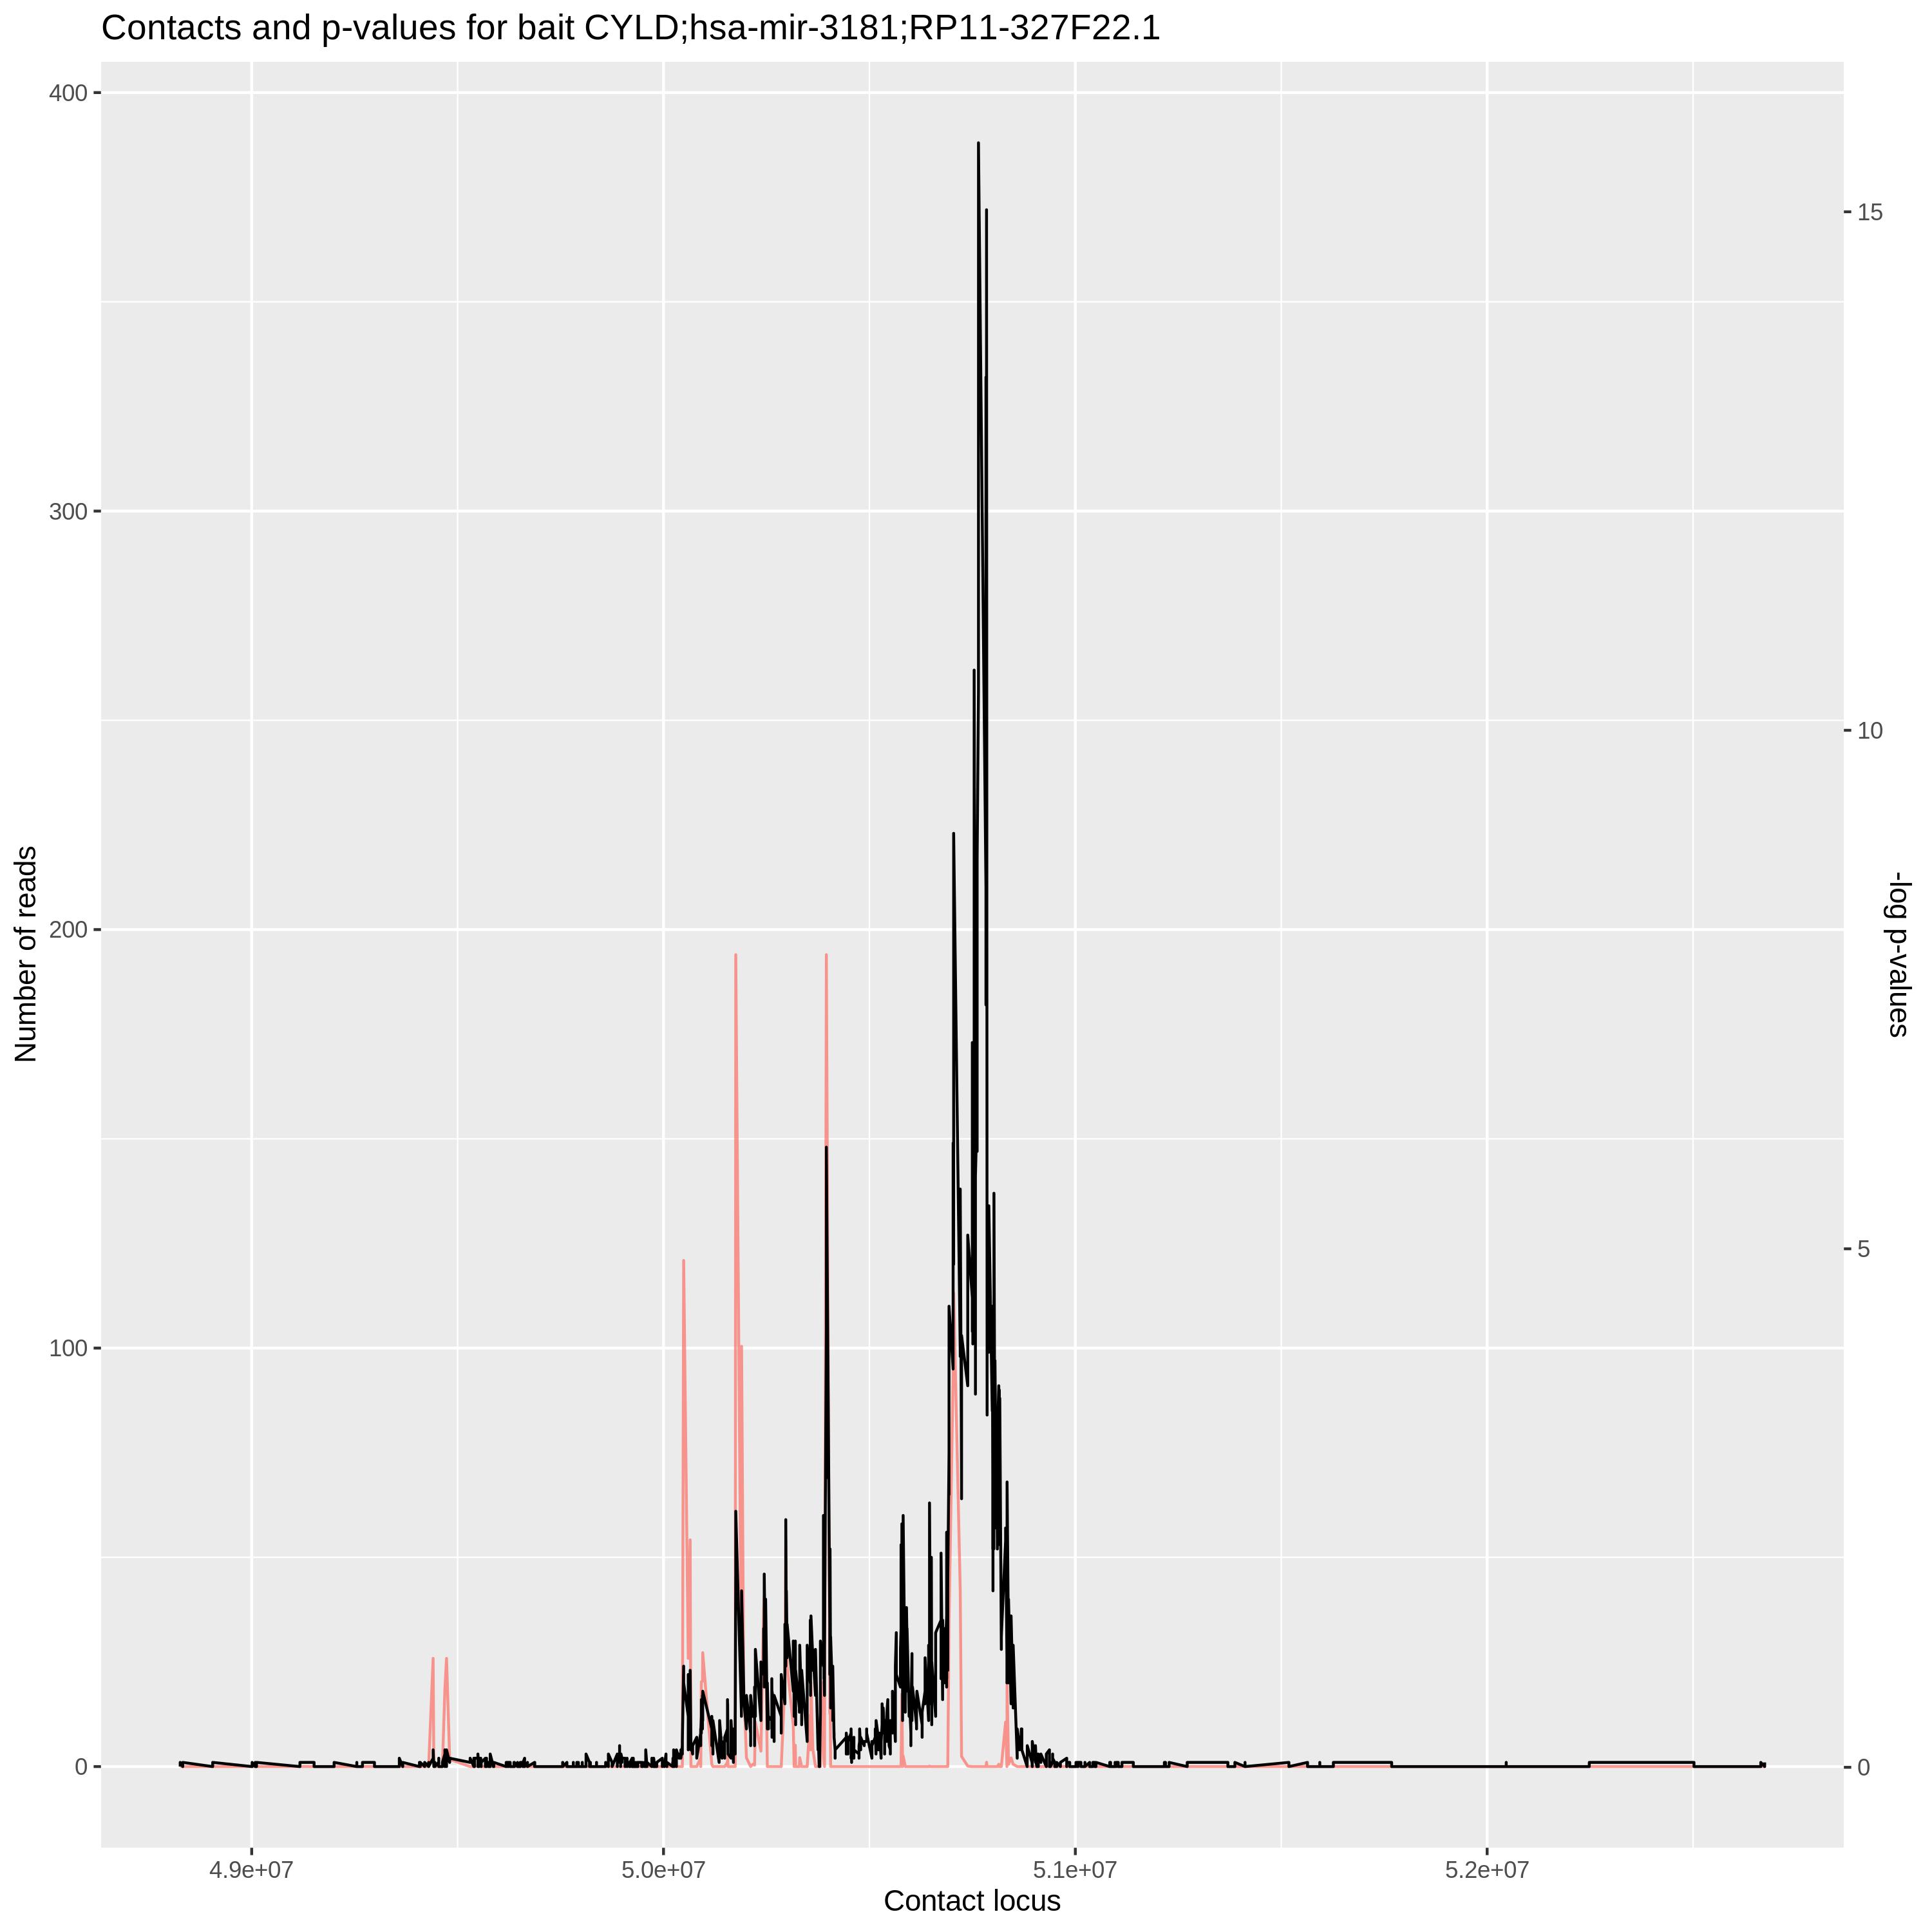 Contacts and p-values for bait CYLD;hsa-mir-3181;RP11-327F22.1
400
300
200
100
0
Number of reads
15
10
5
0
-log p-values
4.9e+07
5.0e+07
5.1e+07
5.2e+07
Contact locus